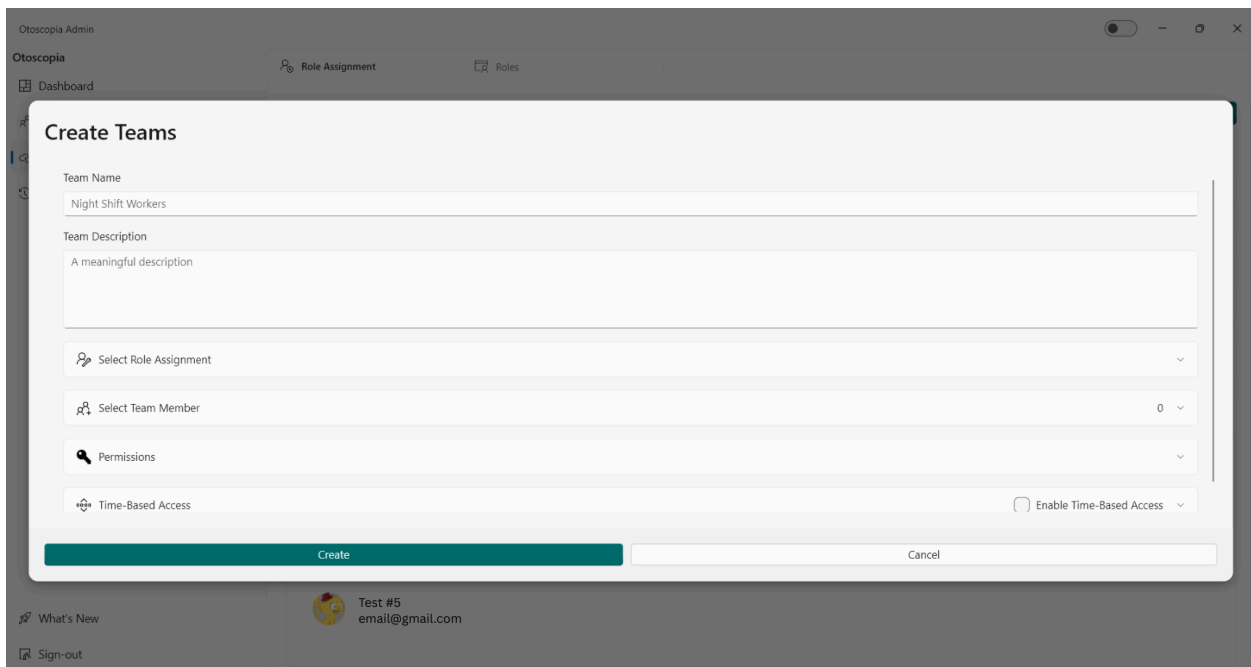 Otoscopia Admin
Otoscopia
Role Assignment
Roles
Dashboard
Create Teams
Team Name
Night Shift Workers
Team Description
A meaningful description
Select Role Assignment
Select Team Member 0
Permissions
Time-Based Access Enable Time-Based Access
Create Cancel
Test #5
email@gmail.com
What's New
Sign-out